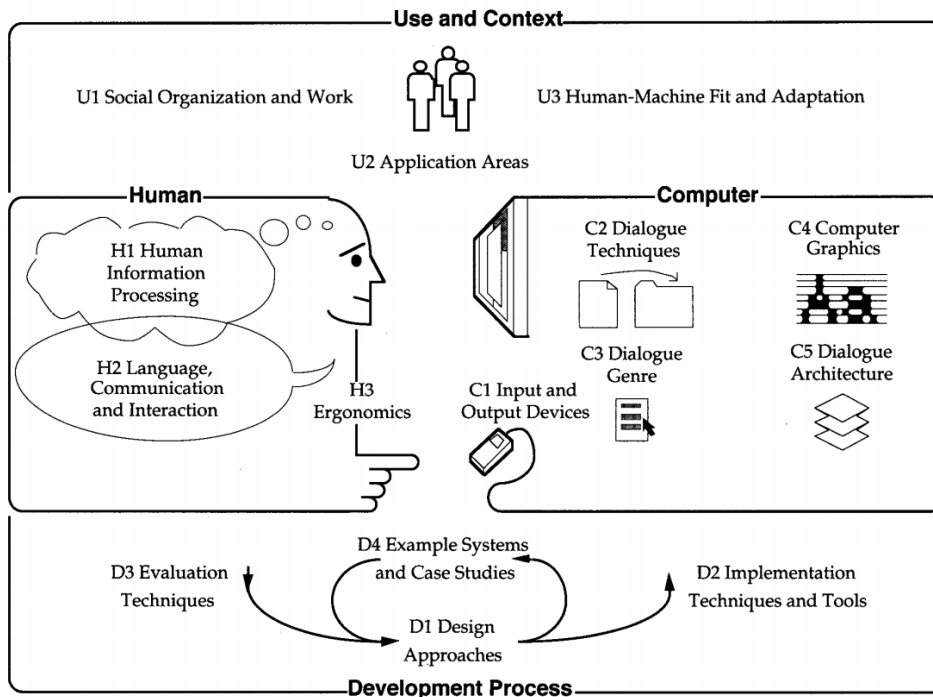 Use and Context
U1 Social Organization and Work
U3 Human-Machine Fit and Adaptation
U2 Application Areas
Human
H1 Human
Information
Processing
H2 Language,
Communication
and Interaction
H3
Ergonomics
Computer
C1 Input and
Output Devices
C2 Dialogue
Techniques
C3 Dialogue
Genre
C4 Computer
Graphics
C5 Dialogue
Architecture
D3 Evaluation
Techniques
D4 Example Systems
and Case Studies
D1 Design
Approaches
D2 Implementation
Techniques and Tools
Development Process